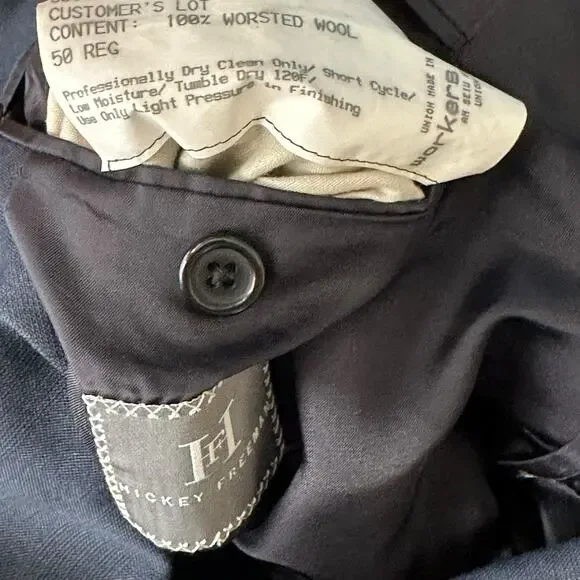 CUSTOMER'S LOT
CONTENT: 100% WORSTED WOOL
50 REG
Professionally Dry Clean Only/ Short Cycle/
Low Moisture/ Tumble Dry 120F/
Use Only Light Pressure in Finishing
UNION MADE IN
workers
UNION
HF
HICKEY FREEMAN